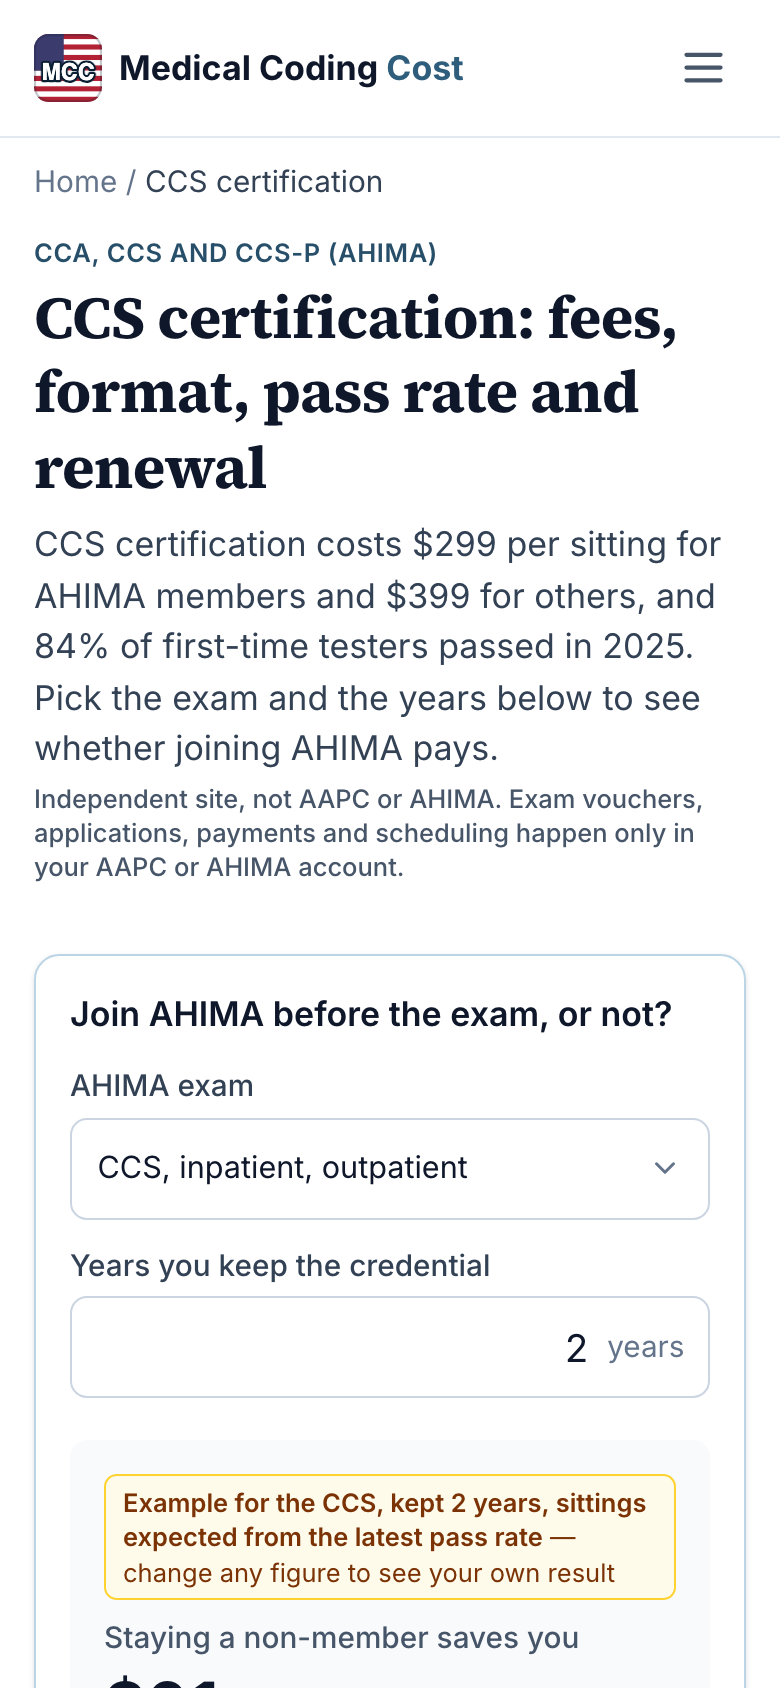 MCC Medical Coding Cost
Home / CCS certification
CCA, CCS AND CCS-P (AHIMA)
CCS certification: fees,
format, pass rate and
renewal
CCS certification costs $299 per sitting for
AHIMA members and $399 for others, and
84% of first-time testers passed in 2025.
Pick the exam and the years below to see
whether joining AHIMA pays.
Independent site, not AAPC or AHIMA. Exam vouchers,
applications, payments and scheduling happen only in
your AAPC or AHIMA account.
Join AHIMA before the exam, or not?
AHIMA exam
CCS, inpatient, outpatient
Years you keep the credential
2 years
Example for the CCS, kept 2 years, sittings
expected from the latest pass rate —
change any figure to see your own result
Staying a non-member saves you